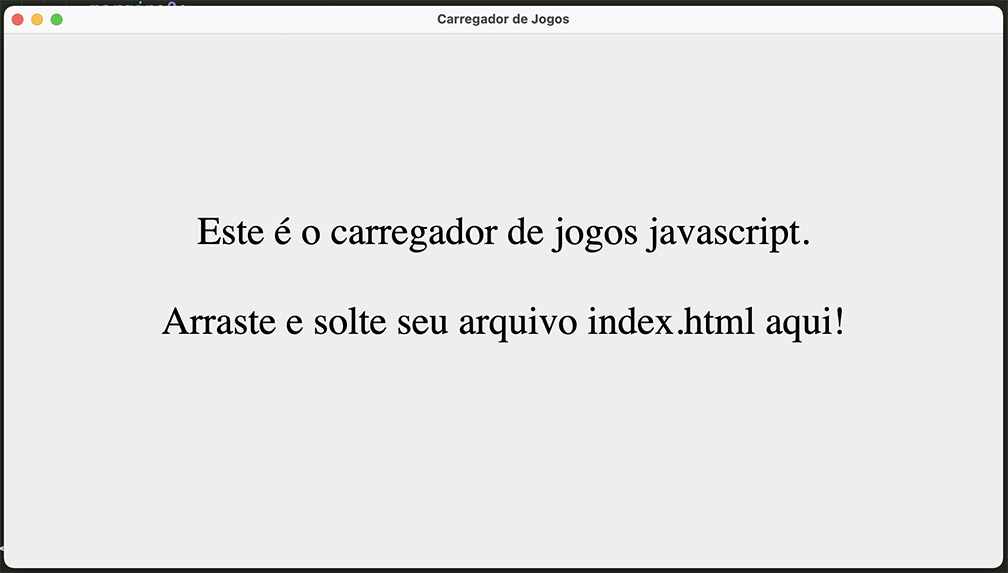 Carregador de Jogos
Este é o carregador de jogos javascript.
Arraste e solte seu arquivo index.html aqui!